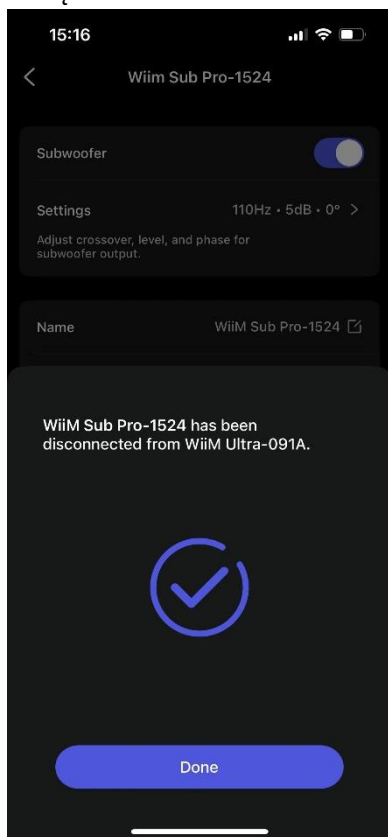 15:16
Wiim Sub Pro-1524
Subwoofer
Settings 110Hz • 5dB • 0° >
Adjust crossover, level, and phase for
subwoofer output.
Name WiiM Sub Pro-1524
WiiM Sub Pro-1524 has been
disconnected from WiiM Ultra-091A.
Done